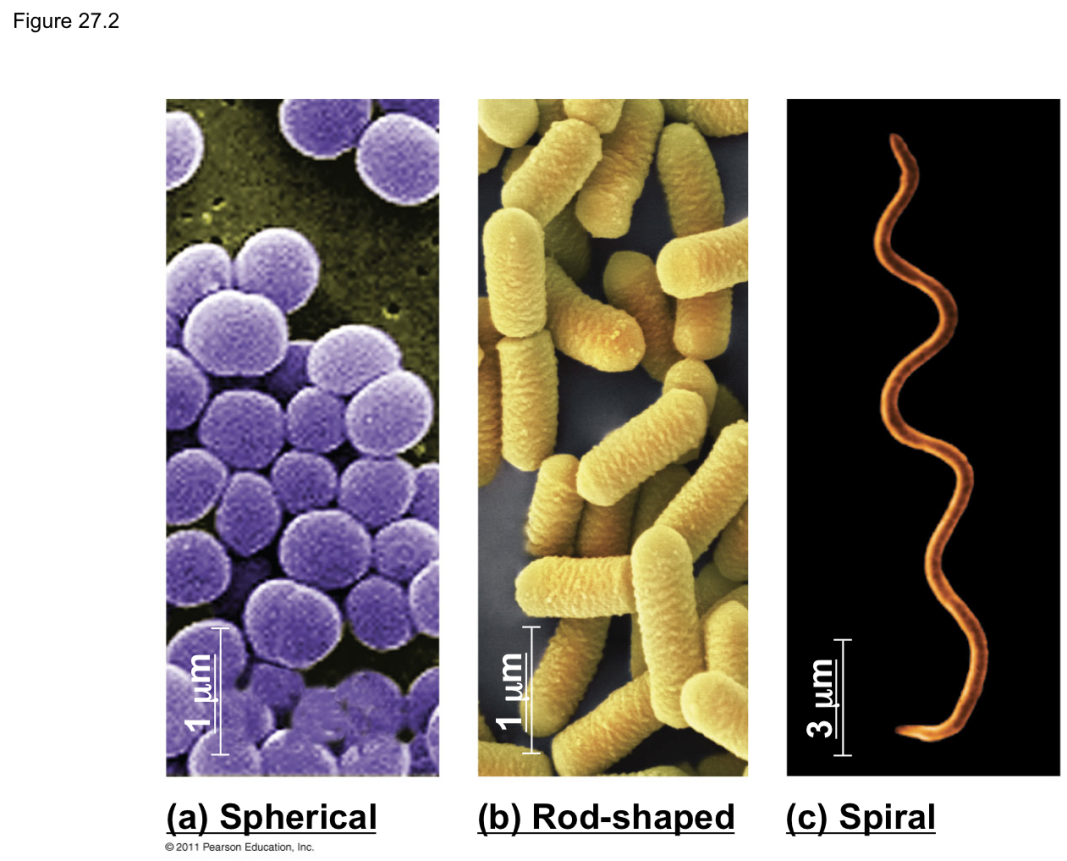 Figure 27.2
1 μm
1 μm
3 μm
(a) Spherical
(b) Rod-shaped
(c) Spiral
© 2011 Pearson Education, Inc.